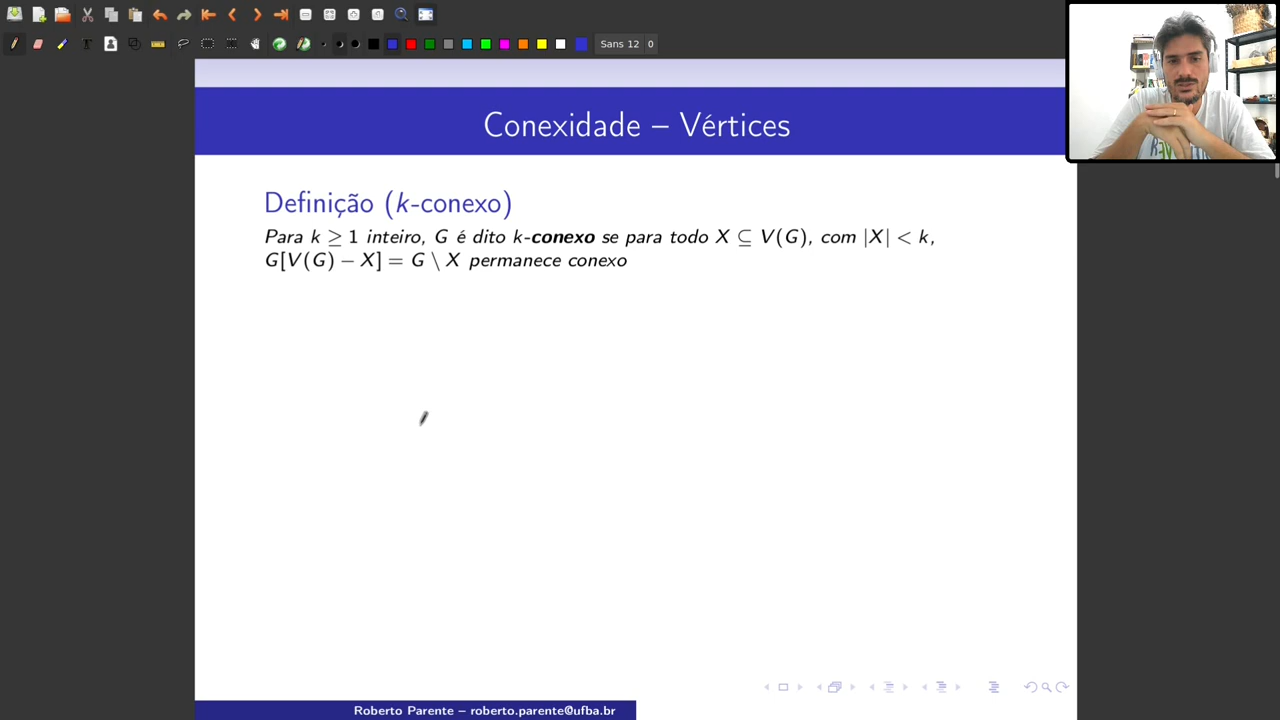 Sans 12 0
Conexidade – Vértices
Definição (k-conexo)
Para k ≥ 1 inteiro, G é dito k-conexo se para todo X ⊆ V(G), com |X| < k,
G[V(G) − X] = G \ X permanece conexo
Roberto Parente – roberto.parente@ufba.br